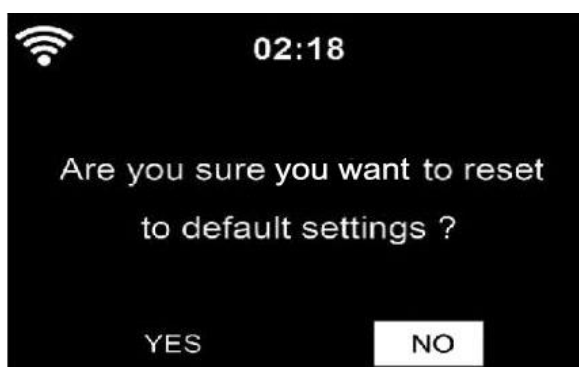 02:18
Are you sure you want to reset
to default settings ?
YES NO